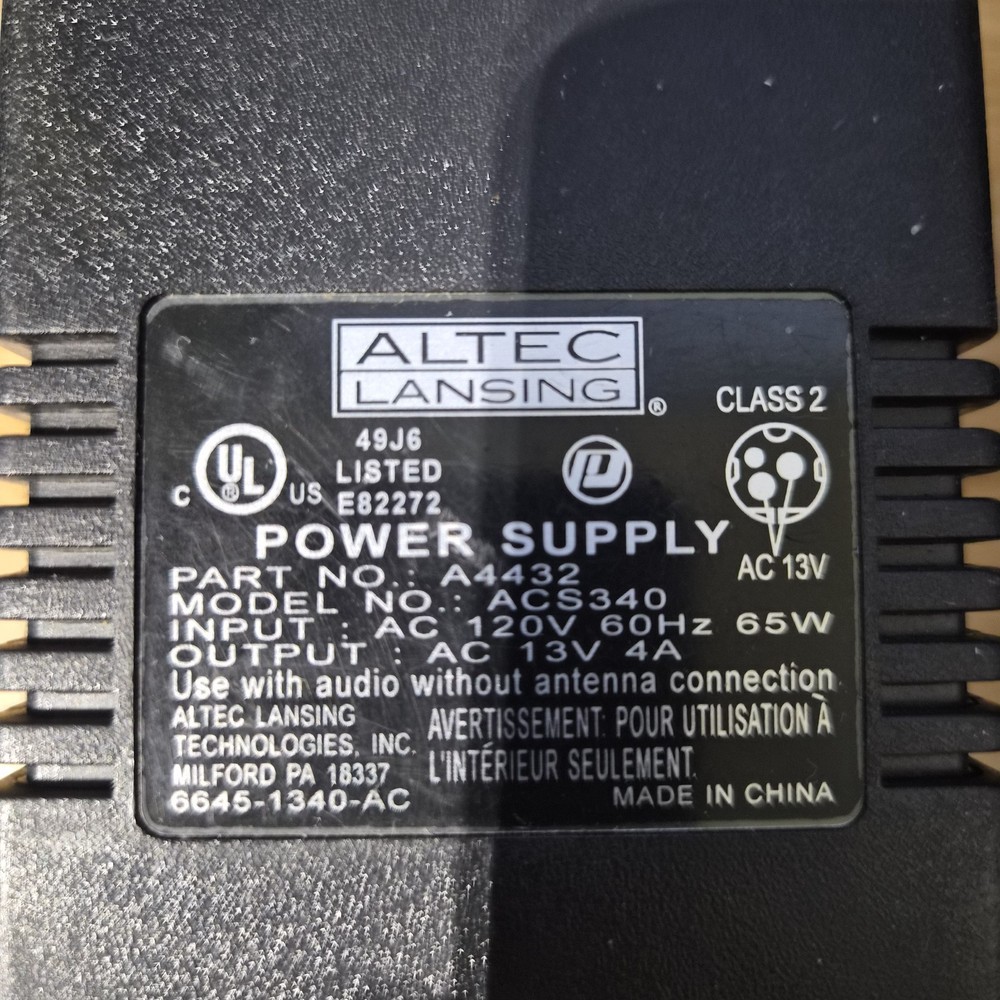 ALTEC
LANSING ®
CLASS 2
C UL ® US
49J6
LISTED
E82272
POWER SUPPLY
AC 13V
PART NO.: A4432
MODEL NO.: ACS340
INPUT : AC 120V 60Hz 65W
OUTPUT : AC 13V 4A
Use with audio without antenna connection
ALTEC LANSING
TECHNOLOGIES, INC.
MILFORD PA 18337
6645-1340-AC
AVERTISSEMENT: POUR UTILISATION À
L'INTÉRIEUR SEULEMENT.
MADE IN CHINA